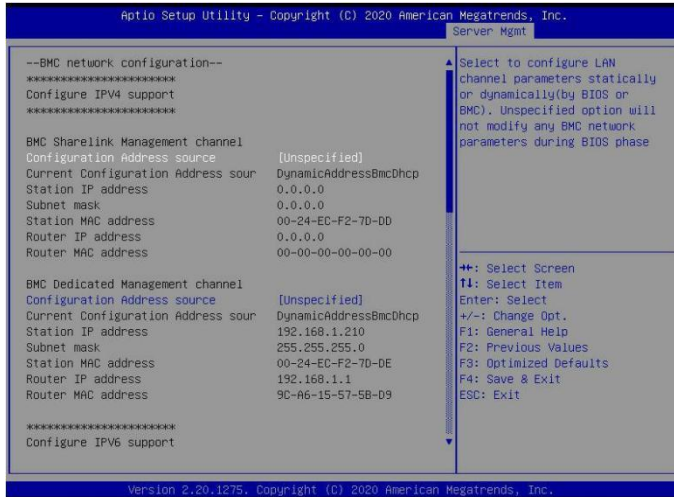 Aptio Setup Utility – Copyright (C) 2020 American Megatrends, Inc.
Server Mgmt
--BMC network configuration--
***********************
Configure IPV4 support
***********************
BMC Sharelink Management channel
Configuration Address source [Unspecified]
Current Configuration Address sour DynamicAddressBmcDhcp
Station IP address 0.0.0.0
Subnet mask 0.0.0.0
Station MAC address 00-24-EC-F2-7D-DD
Router IP address 0.0.0.0
Router MAC address 00-00-00-00-00-00
BMC Dedicated Management channel
Configuration Address source [Unspecified]
Current Configuration Address sour DynamicAddressBmcDhcp
Station IP address 192.168.1.210
Subnet mask 255.255.255.0
Station MAC address 00-24-EC-F2-7D-DE
Router IP address 192.168.1.1
Router MAC address 9C-A6-15-57-5B-D9
***********************
Configure IPV6 support
Select to configure LAN
channel parameters statically
or dynamically(by BIOS or
BMC). Unspecified option will
not modify any BMC network
parameters during BIOS phase
→←: Select Screen
↑↓: Select Item
Enter: Select
+/-: Change Opt.
F1: General Help
F2: Previous Values
F3: Optimized Defaults
F4: Save & Exit
ESC: Exit
Version 2.20.1275. Copyright (C) 2020 American Megatrends, Inc.